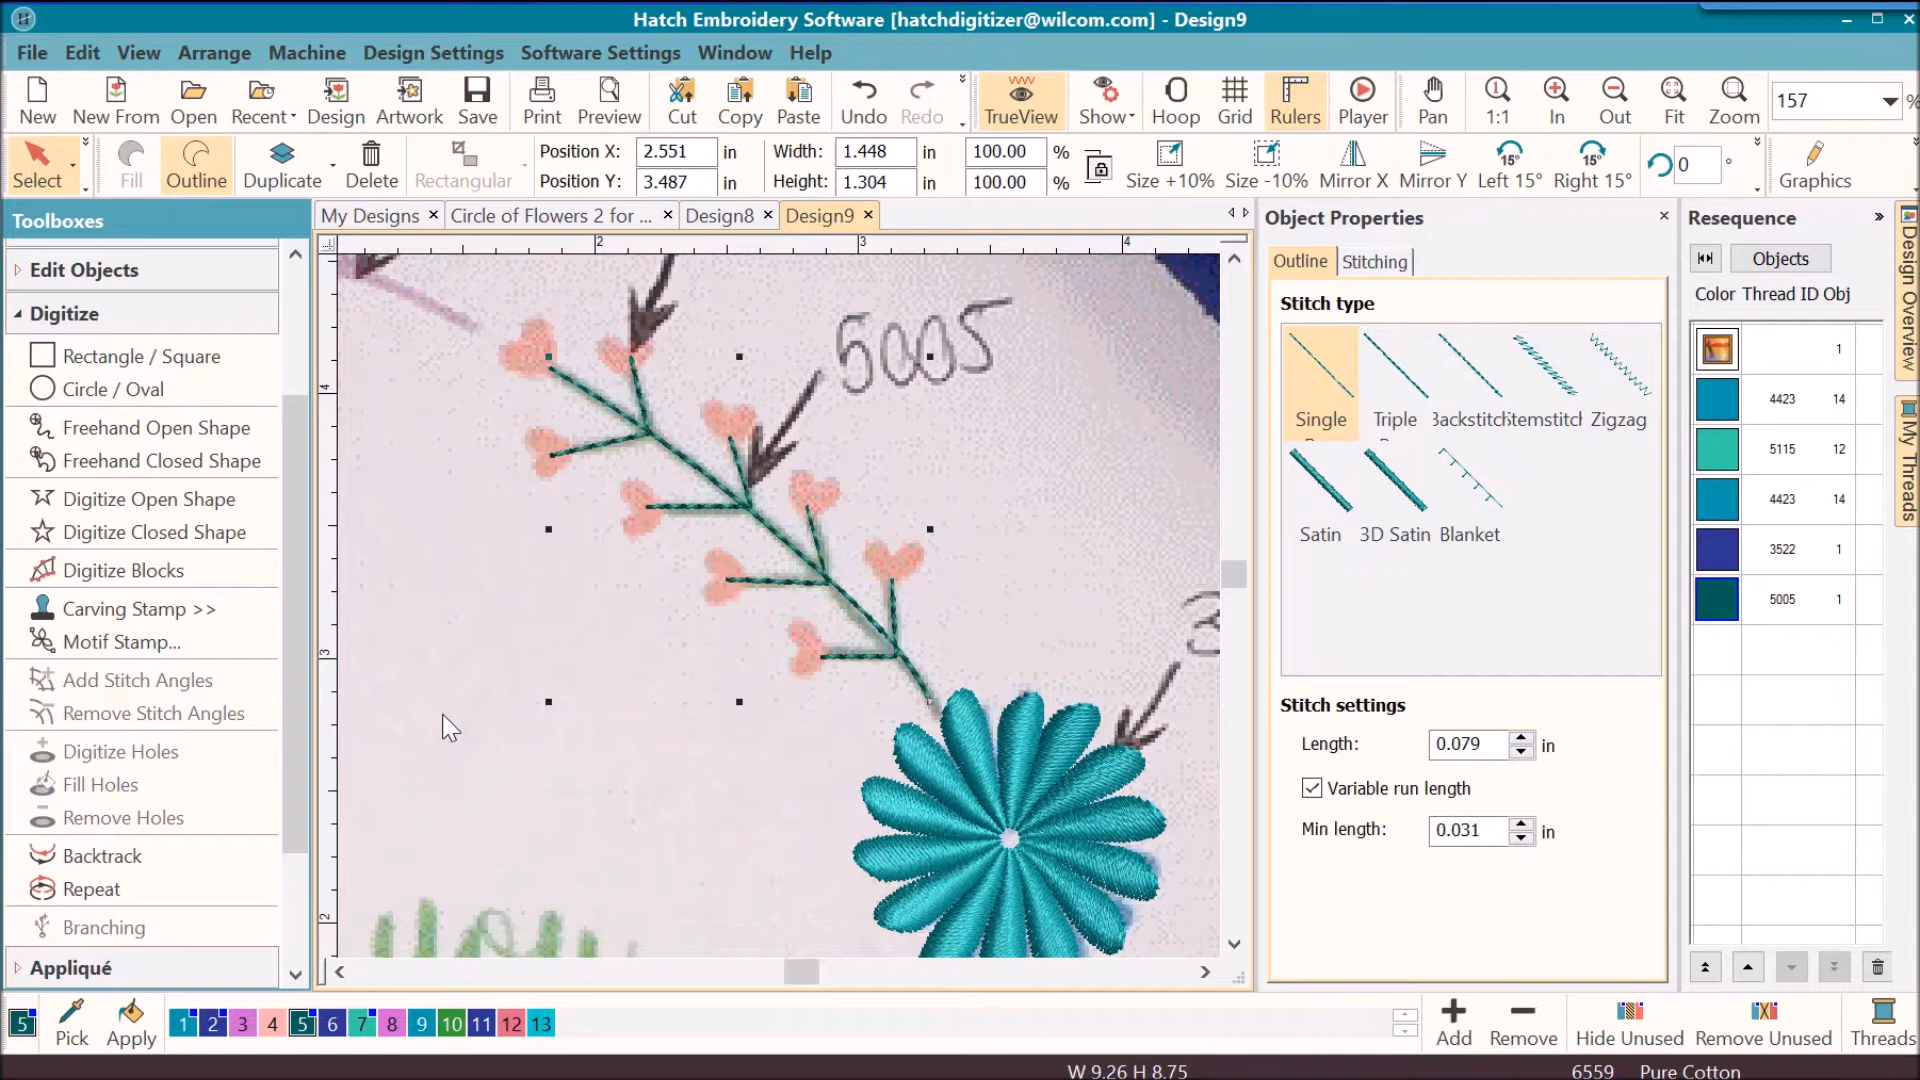 Hatch Embroidery Software [hatchdigitizer@wilcom.com] - Design9
File Edit View Arrange Machine Design Settings Software Settings Window Help
New New From Open Recent Design Artwork Save Print Preview Cut Copy Paste Undo Redo TrueView Show Hoop Grid Rulers Player Pan 1:1 In Out Fit Zoom 157 %
Select Fill Outline Duplicate Delete Rectangular Position X: 2.551 in Width: 1.448 in 100.00 % Size +10% Size -10% Mirror X Mirror Y Left 15° Right 15° 0 ° Graphics
Position Y: 3.487 in Height: 1.304 in 100.00 %
Toolboxes
My Designs Circle of Flowers 2 for ... Design8 Design9
Edit Objects
Digitize
Rectangle / Square
Circle / Oval
Freehand Open Shape
Freehand Closed Shape
Digitize Open Shape
Digitize Closed Shape
Digitize Blocks
Carving Stamp >>
Motif Stamp...
Add Stitch Angles
Remove Stitch Angles
Digitize Holes
Fill Holes
Remove Holes
Backtrack
Repeat
Branching
Appliqué
2 3 4
4
3
2
5005
Object Properties
Outline Stitching
Stitch type
Single Triple Backstitch Stemstitch Zigzag
Satin 3D Satin Blanket
Stitch settings
Length: 0.079 in
Variable run length
Min length: 0.031 in
Resequence
Objects
Color Thread ID Obj
1
4423 14
5115 12
4423 14
3522 1
5005 1
Design Overview
My Threads
5 Pick Apply 1 2 3 4 5 6 7 8 9 10 11 12 13 Add Remove Hide Unused Remove Unused Threads
W 9.26 H 8.75 6559 Pure Cotton